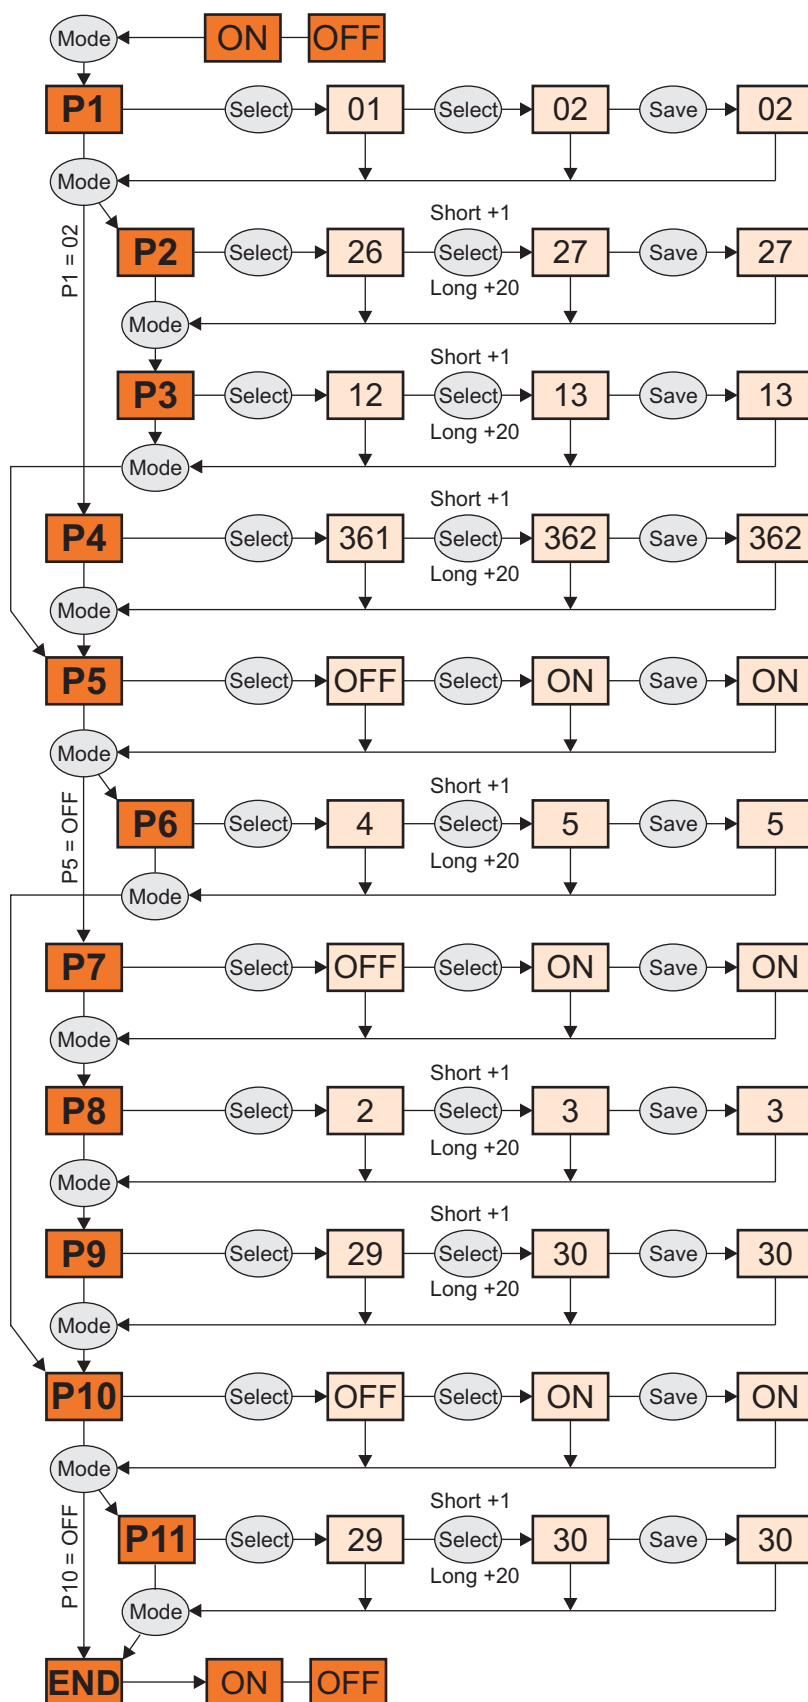 Mode ON OFF
P1 Select 01 Select 02 Save 02
Mode
P1 = 02
Short +1
P2 Select 26 Select 27 Save 27
Long +20
Mode
Short +1
P3 Select 12 Select 13 Save 13
Long +20
Mode
Short +1
P4 Select 361 Select 362 Save 362
Long +20
Mode
P5 Select OFF Select ON Save ON
Mode
P5 = OFF
Short +1
P6 Select 4 Select 5 Save 5
Long +20
Mode
P7 Select OFF Select ON Save ON
Mode
Short +1
P8 Select 2 Select 3 Save 3
Long +20
Mode
Short +1
P9 Select 29 Select 30 Save 30
Long +20
Mode
P10 Select OFF Select ON Save ON
Mode
P10 = OFF
Short +1
P11 Select 29 Select 30 Save 30
Long +20
Mode
END ON OFF